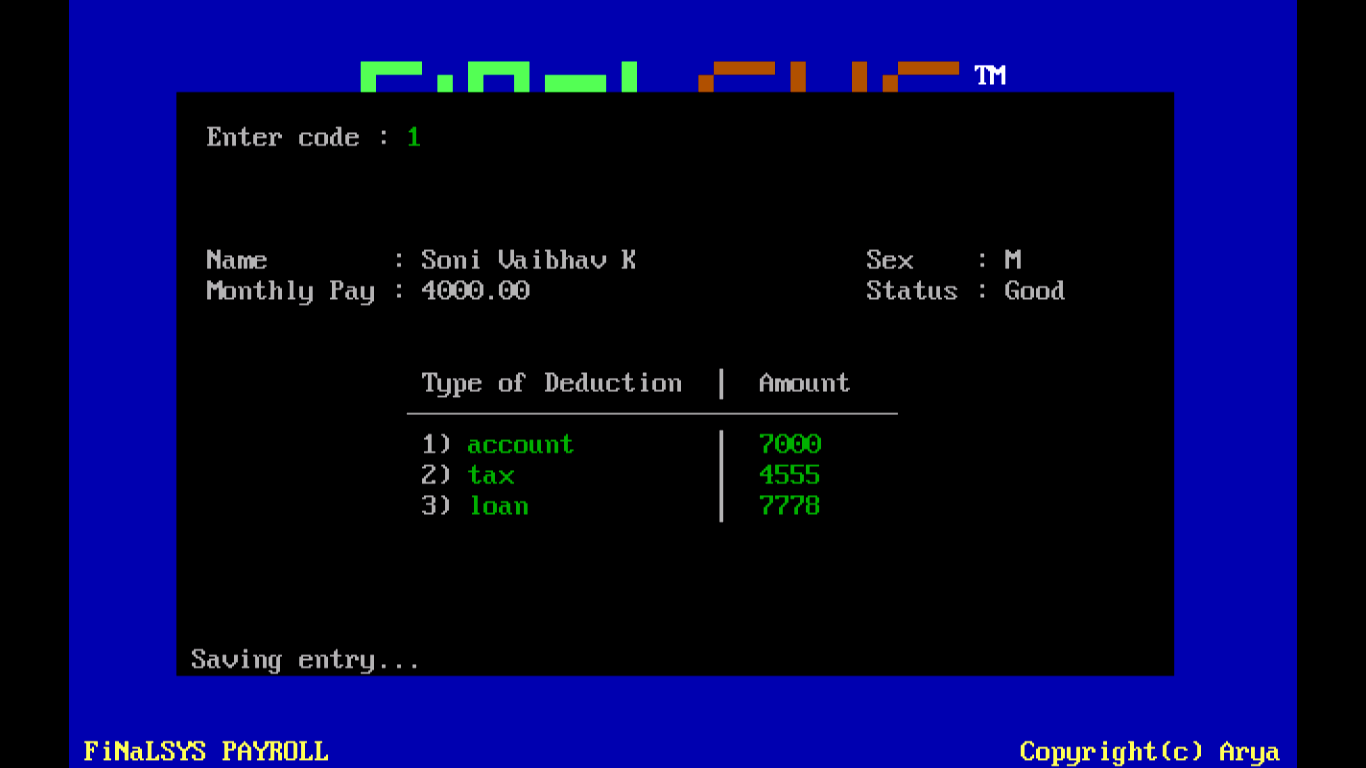 TM
Enter code : 1
Name : Soni Vaibhav K Sex : M
Monthly Pay : 4000.00 Status : Good
Type of Deduction | Amount
1) account 7000
2) tax 4555
3) loan 7778
Saving entry...
FiNaLSYS PAYROLL Copyright(c) Arya